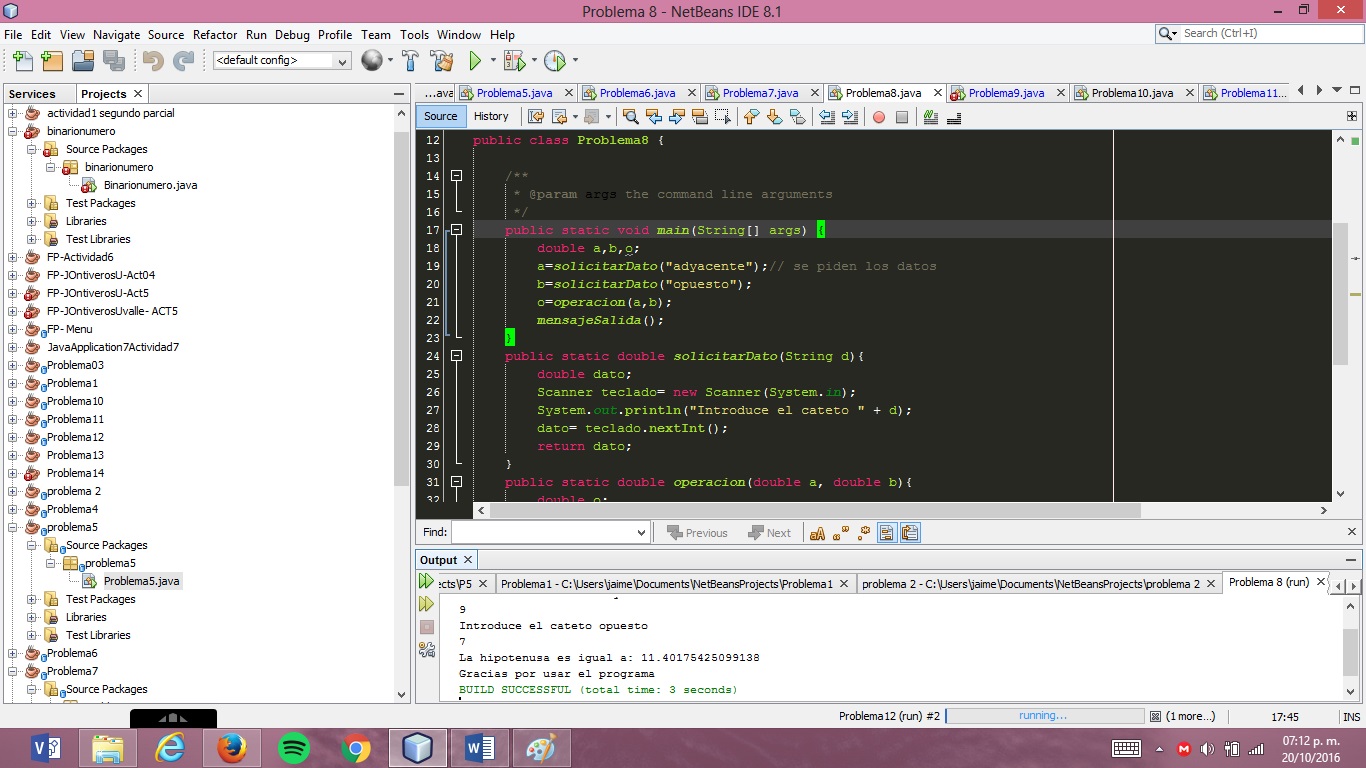 Problema 8 - NetBeans IDE 8.1
File Edit View Navigate Source Refactor Run Debug Profile Team Tools Window Help
Search (Ctrl+I)
<default config>
Services Projects
...ava Problema5.java Problema6.java Problema7.java Problema8.java Problema9.java Problema10.java Problema11...
Source History
actividad1 segundo parcial
binarionumero
Source Packages
binarionumero
Binarionumero.java
Test Packages
Libraries
Test Libraries
FP-Actividad6
FP-JOntiverosU-Act04
FP-JOntiverosU-Act5
FP-JOntiverosUvalle- ACT5
FP- Menu
JavaApplication7Actividad7
Problema03
Problema1
Problema10
Problema11
Problema12
Problema13
Problema14
problema 2
Problema4
problema5
Source Packages
problema5
Problema5.java
Test Packages
Libraries
Test Libraries
Problema6
Problema7
Source Packages
12 public class Problema8 {
13
14 /**
15 * @param args the command line arguments
16 */
17 public static void main(String[] args) {
18 double a,b,o;
19 a=solicitarDato("adyacente");// se piden los datos
20 b=solicitarDato("opuesto");
21 o=operacion(a,b);
22 mensajeSalida();
23 }
24 public static double solicitarDato(String d){
25 double dato;
26 Scanner teclado= new Scanner(System.in);
27 System.out.println("Introduce el cateto " + d);
28 dato= teclado.nextInt();
29 return dato;
30 }
31 public static double operacion(double a, double b){
32 double o;
Find: Previous Next
Output
ects\P5 Problema1 - C:\Users\jaime\Documents\NetBeansProjects\Problema1 problema 2 - C:\Users\jaime\Documents\NetBeansProjects\problema 2 Problema 8 (run)
9
Introduce el cateto opuesto
7
La hipotenusa es igual a: 11.40175425099138
Gracias por usar el programa
BUILD SUCCESSFUL (total time: 3 seconds)
Problema12 (run) #2 running... (1 more...) 17:45 INS
07:12 p. m.
20/10/2016